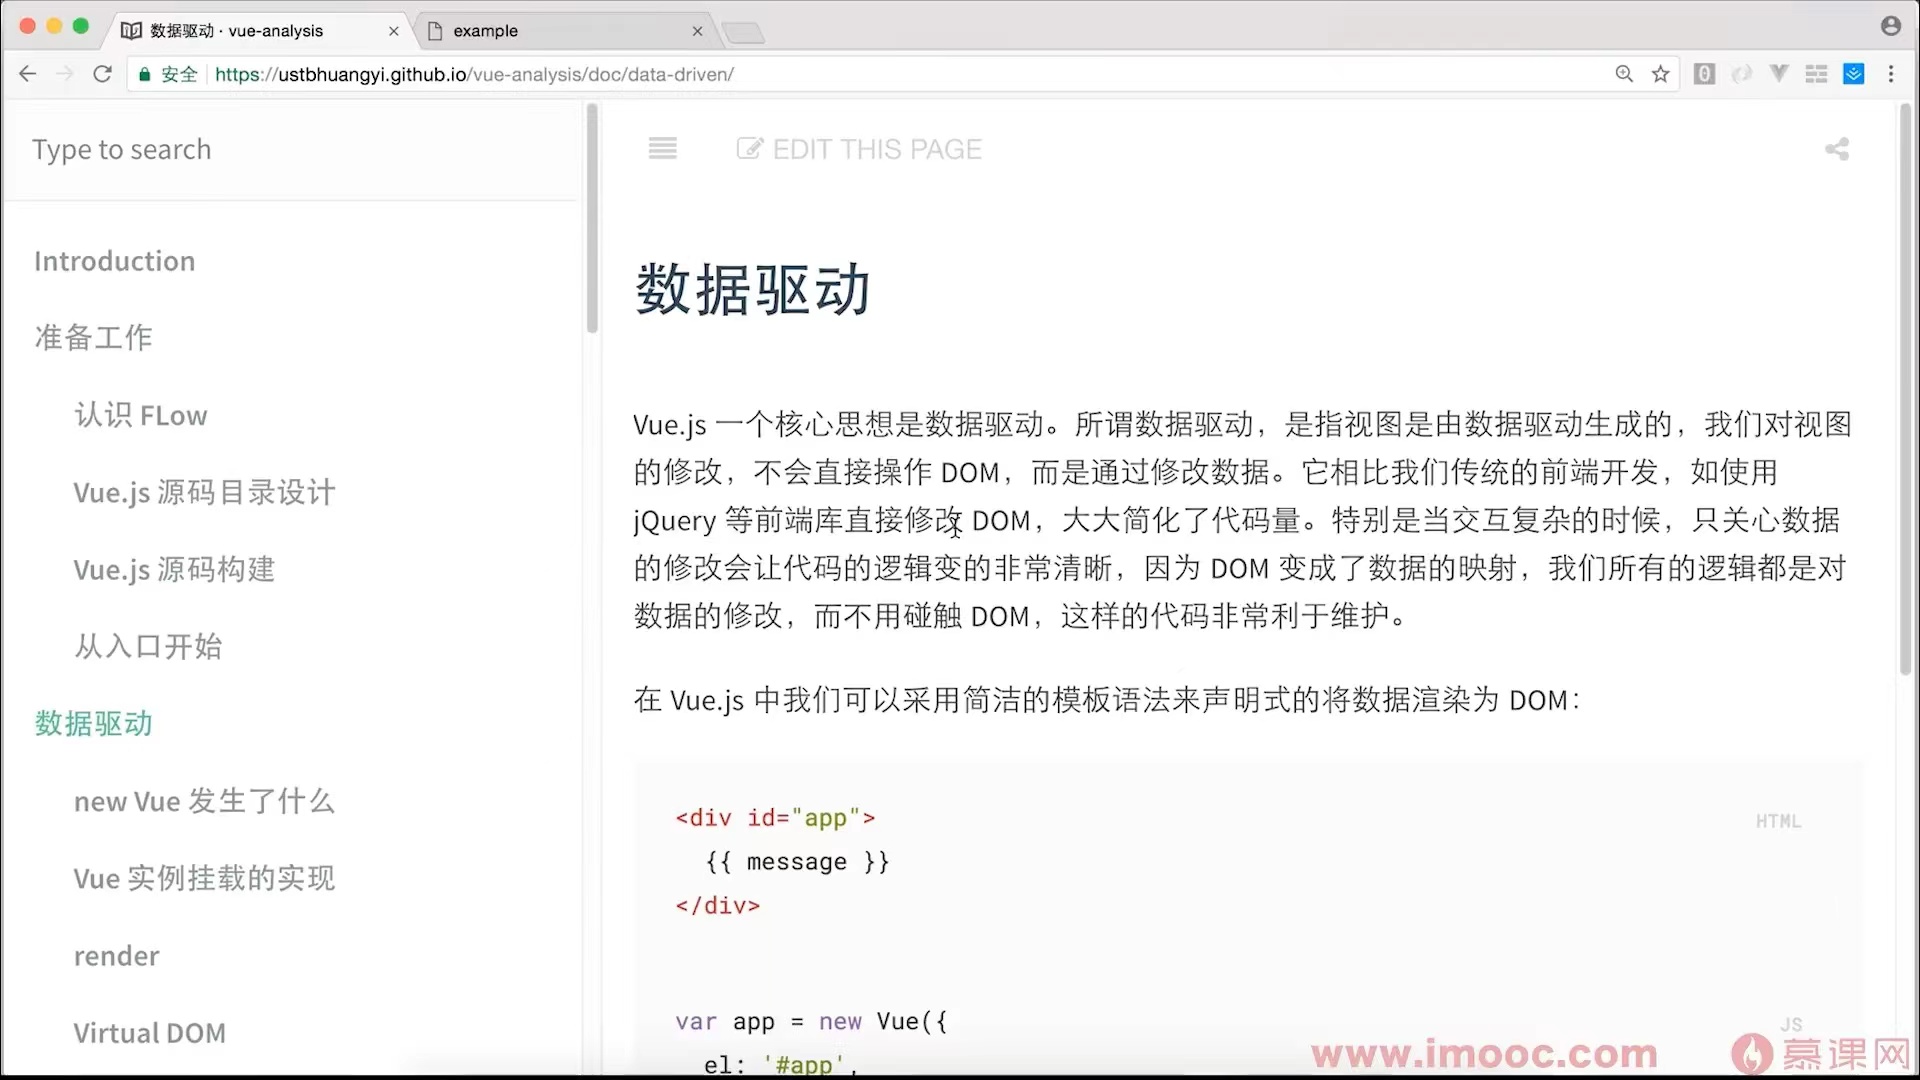 数据驱动 · vue-analysis
example
安全
https://ustbhuangyi.github.io/vue-analysis/doc/data-driven/
Type to search
EDIT THIS PAGE
Introduction
准备工作
认识 FLow
Vue.js 源码目录设计
Vue.js 源码构建
从入口开始
数据驱动
new Vue 发生了什么
Vue 实例挂载的实现
render
Virtual DOM
数据驱动
Vue.js 一个核心思想是数据驱动。所谓数据驱动，是指视图是由数据驱动生成的，我们对视图
的修改，不会直接操作 DOM，而是通过修改数据。它相比我们传统的前端开发，如使用
jQuery 等前端库直接修改 DOM，大大简化了代码量。特别是当交互复杂的时候，只关心数据
的修改会让代码的逻辑变的非常清晰，因为 DOM 变成了数据的映射，我们所有的逻辑都是对
数据的修改，而不用碰触 DOM，这样的代码非常利于维护。
在 Vue.js 中我们可以采用简洁的模板语法来声明式的将数据渲染为 DOM：
HTML
<div id="app">
{{ message }}
</div>
JS
var app = new Vue({
el: '#app',
www.imooc.com
慕课网